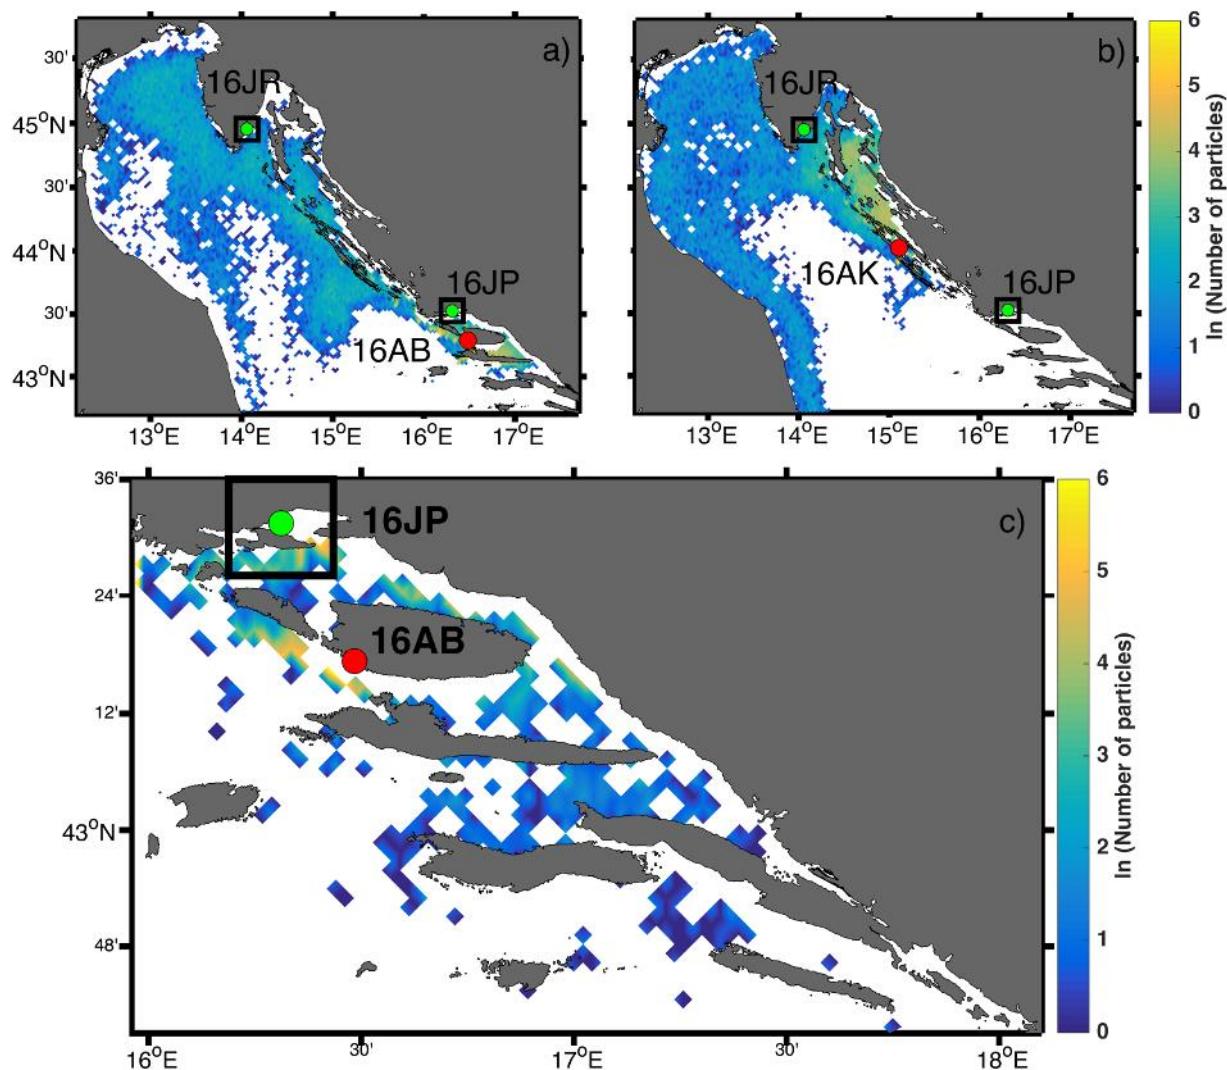 a)
16JR
16JP
16AB
30'
45°N
30'
44°N
30'
43°N
13°E
14°E
15°E
16°E
17°E
b)
16JR
16AK
16JP
13°E
14°E
15°E
16°E
17°E
6
5
4
3
2
1
0
ln (Number of particles)
c)
16JP
16AB
36'
24'
12'
43°N
48'
16°E
30'
17°E
30'
18°E
6
5
4
3
2
1
0
ln (Number of particles)